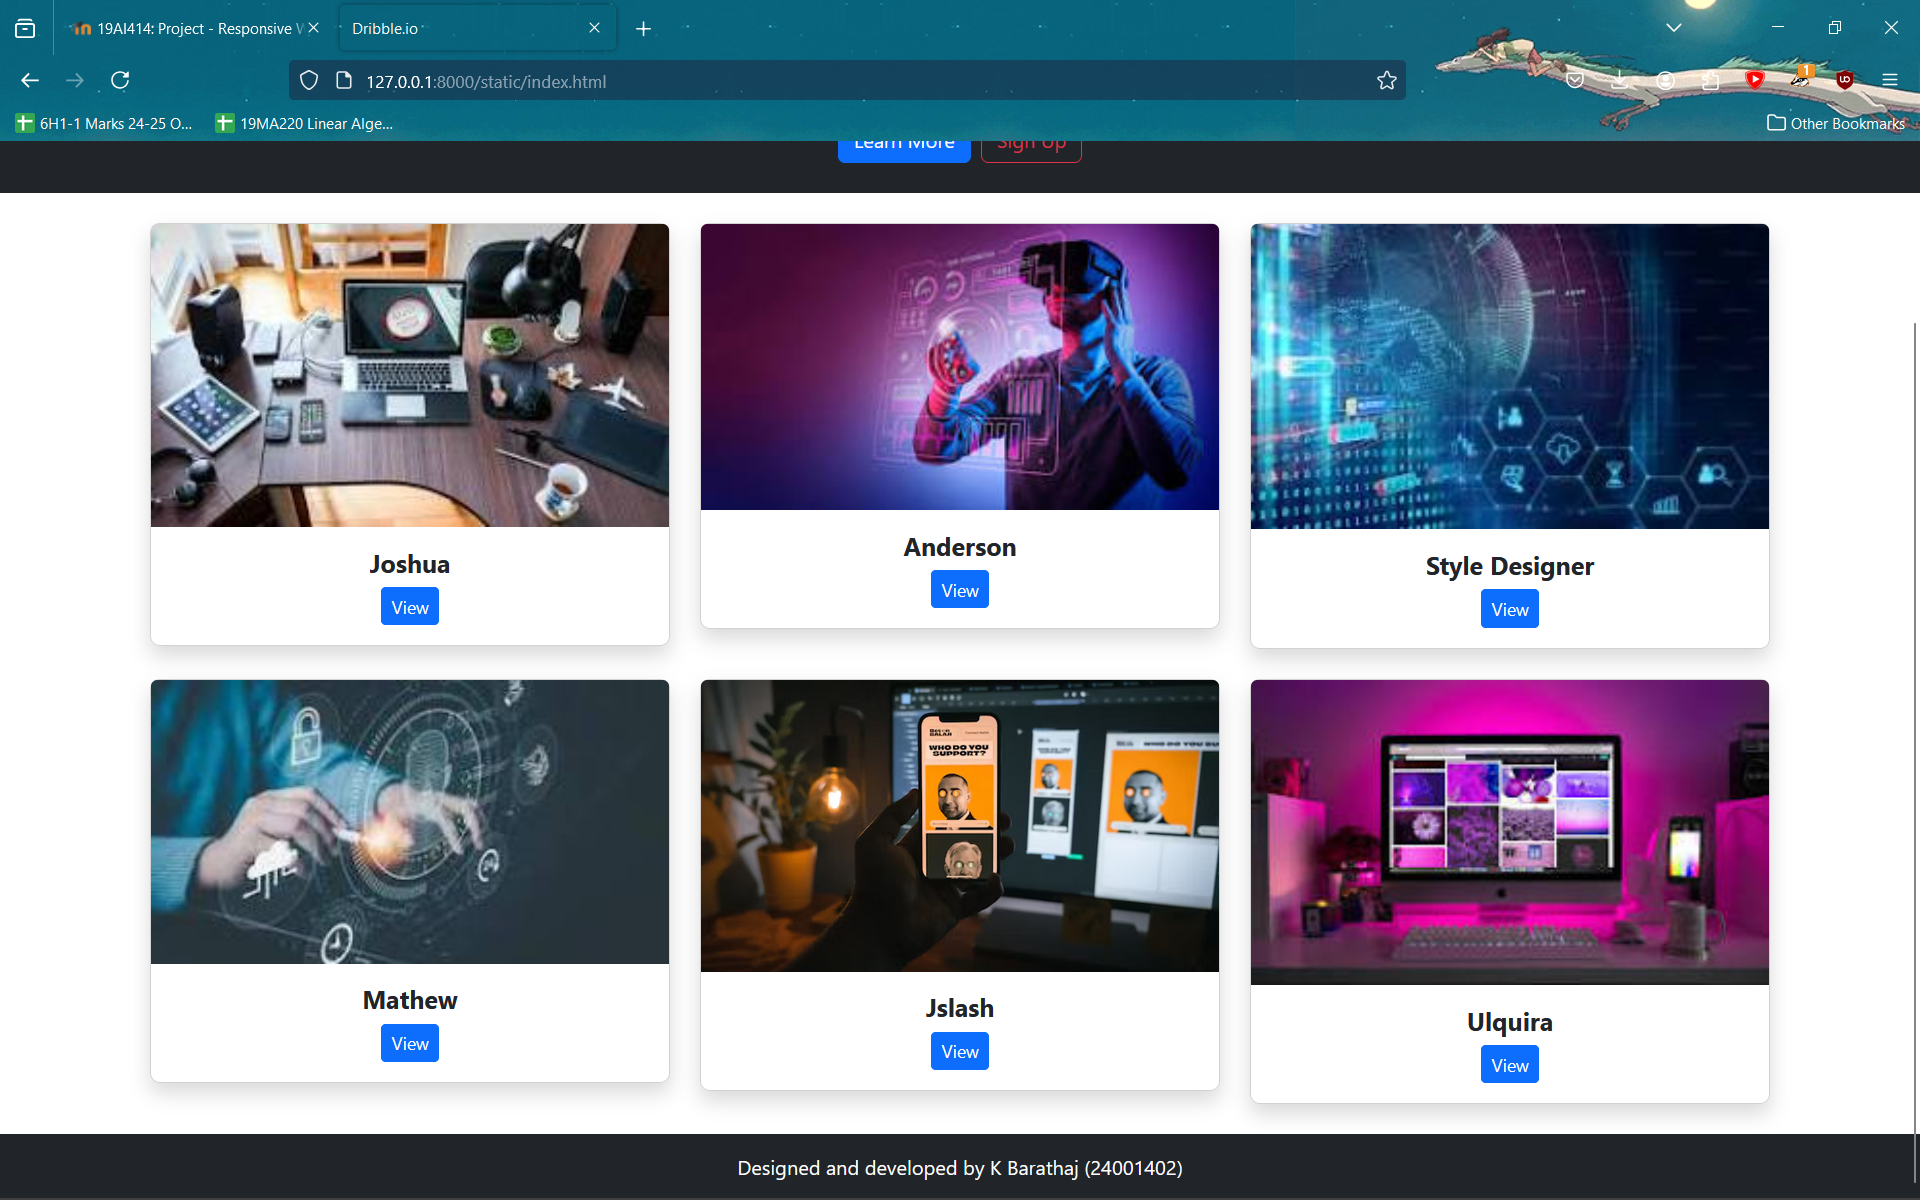 19AI414: Project - Responsive W
Dribble.io
127.0.0.1:8000/static/index.html
1
6H1-1 Marks 24-25 O...
19MA220 Linear Alge...
Other Bookmarks
Learn More
Sign Up
Joshua
View
Anderson
View
Style Designer
View
WHO DO YOU
SUPPORT?
Mathew
View
Jslash
View
Ulquira
View
Designed and developed by K Barathaj (24001402)